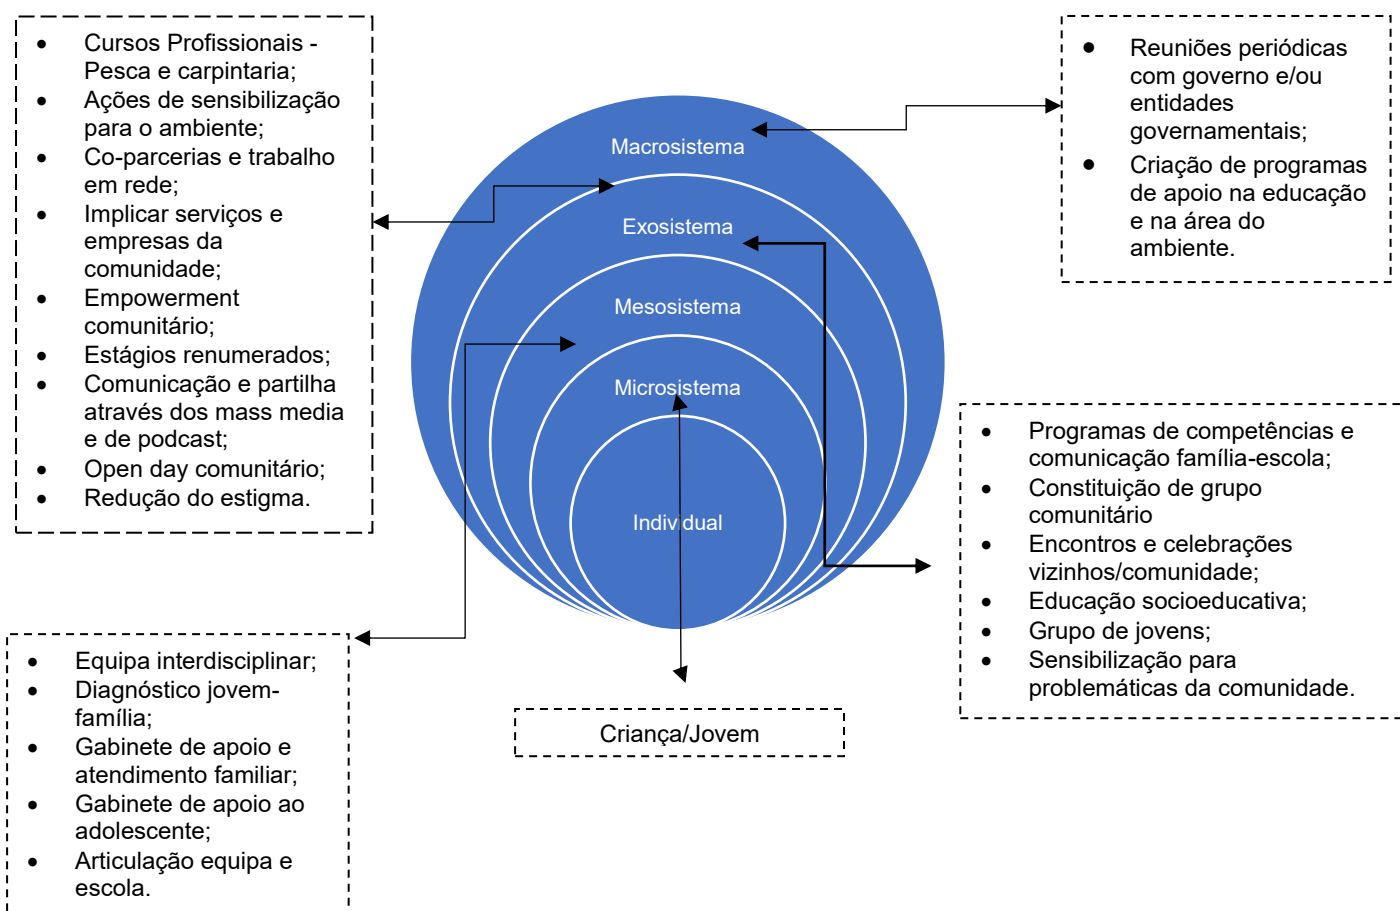 • Cursos Profissionais -
Pesca e carpintaria;
• Ações de sensibilização
para o ambiente;
• Co-parcerias e trabalho
em rede;
• Implicar serviços e
empresas da
comunidade;
• Empowerment
comunitário;
• Estágios renumerados;
• Comunicação e partilha
através dos mass media
e de podcast;
• Open day comunitário;
• Redução do estigma.
• Reuniões periódicas
com governo e/ou
entidades
governamentais;
• Criação de programas
de apoio na educação
e na área do
ambiente.
Macrosistema
Exosistema
Mesosistema
Microsistema
Individual
• Programas de competências e
comunicação família-escola;
• Constituição de grupo
comunitário
• Encontros e celebrações
vizinhos/comunidade;
• Educação socioeducativa;
• Grupo de jovens;
• Sensibilização para
problemáticas da comunidade.
• Equipa interdisciplinar;
• Diagnóstico jovem-
família;
• Gabinete de apoio e
atendimento familiar;
• Gabinete de apoio ao
adolescente;
• Articulação equipa e
escola.
Criança/Jovem